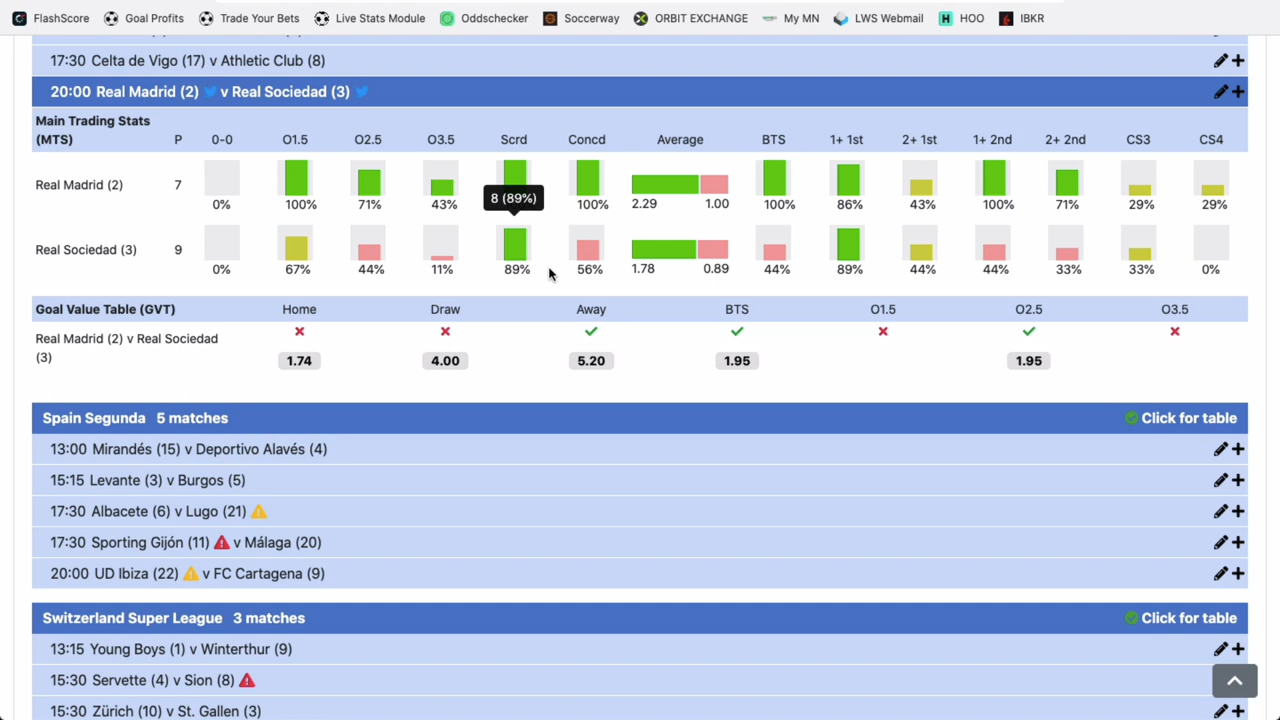 FlashScore Goal Profits Trade Your Bets Live Stats Module Oddschecker Soccerway ORBIT EXCHANGE My MN LWS Webmail H HOO IBKR
17:30 Celta de Vigo (17) v Athletic Club (8)
20:00 Real Madrid (2) v Real Sociedad (3)
Main Trading Stats
(MTS) P 0-0 O1.5 O2.5 O3.5 Scrd Concd Average BTS 1+ 1st 2+ 1st 1+ 2nd 2+ 2nd CS3 CS4
Real Madrid (2) 7 8 (89%)
0% 100% 71% 43% 100% 2.29 1.00 100% 86% 43% 100% 71% 29% 29%
Real Sociedad (3) 9
0% 67% 44% 11% 89% 56% 1.78 0.89 44% 89% 44% 44% 33% 33% 0%
Goal Value Table (GVT) Home Draw Away BTS O1.5 O2.5 O3.5
Real Madrid (2) v Real Sociedad
(3) 1.74 4.00 5.20 1.95 1.95
Spain Segunda 5 matches Click for table
13:00 Mirandés (15) v Deportivo Alavés (4)
15:15 Levante (3) v Burgos (5)
17:30 Albacete (6) v Lugo (21)
17:30 Sporting Gijón (11) v Málaga (20)
20:00 UD Ibiza (22) v FC Cartagena (9)
Switzerland Super League 3 matches Click for table
13:15 Young Boys (1) v Winterthur (9)
15:30 Servette (4) v Sion (8)
15:30 Zürich (10) v St. Gallen (3)